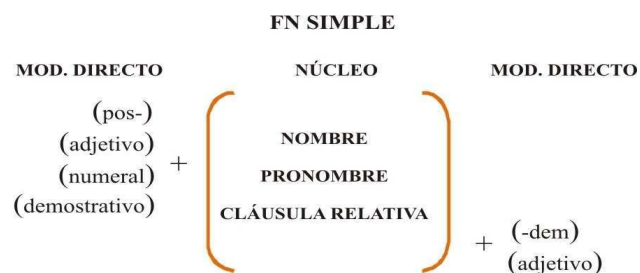 FN SIMPLE
MOD. DIRECTO NÚCLEO MOD. DIRECTO
(pos-)
(adjetivo)
(numeral)
(demostrativo)
+
NOMBRE
PRONOMBRE
CLÁUSULA RELATIVA
+
(-dem)
(adjetivo)